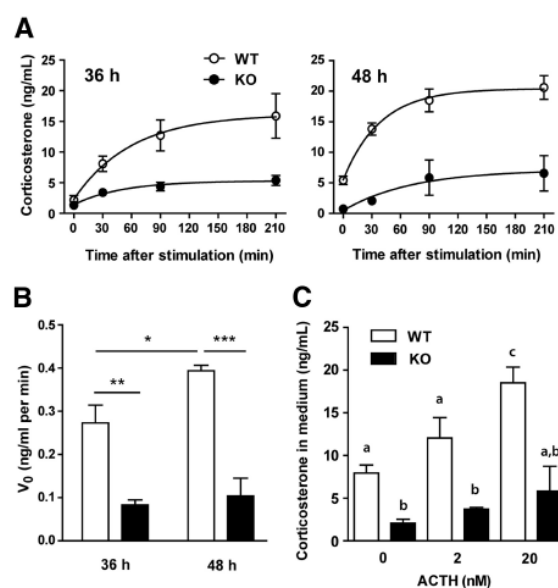 A
36 h
WT
KO
Corticosterone (ng/mL)
25
20
15
10
5
0
0 30 60 90 120 150 180 210
Time after stimulation (min)
48 h
25
20
15
10
5
0
0 30 60 90 120 150 180 210
Time after stimulation (min)
B
V0 (ng/ml per min)
0.5
0.4
0.3
0.2
0.1
0.0
* ***
**
36 h 48 h
C
WT
KO
Corticosterone in medium (ng/mL)
25
20
15
10
5
0
a b a b c a,b
0 2 20
ACTH (nM)